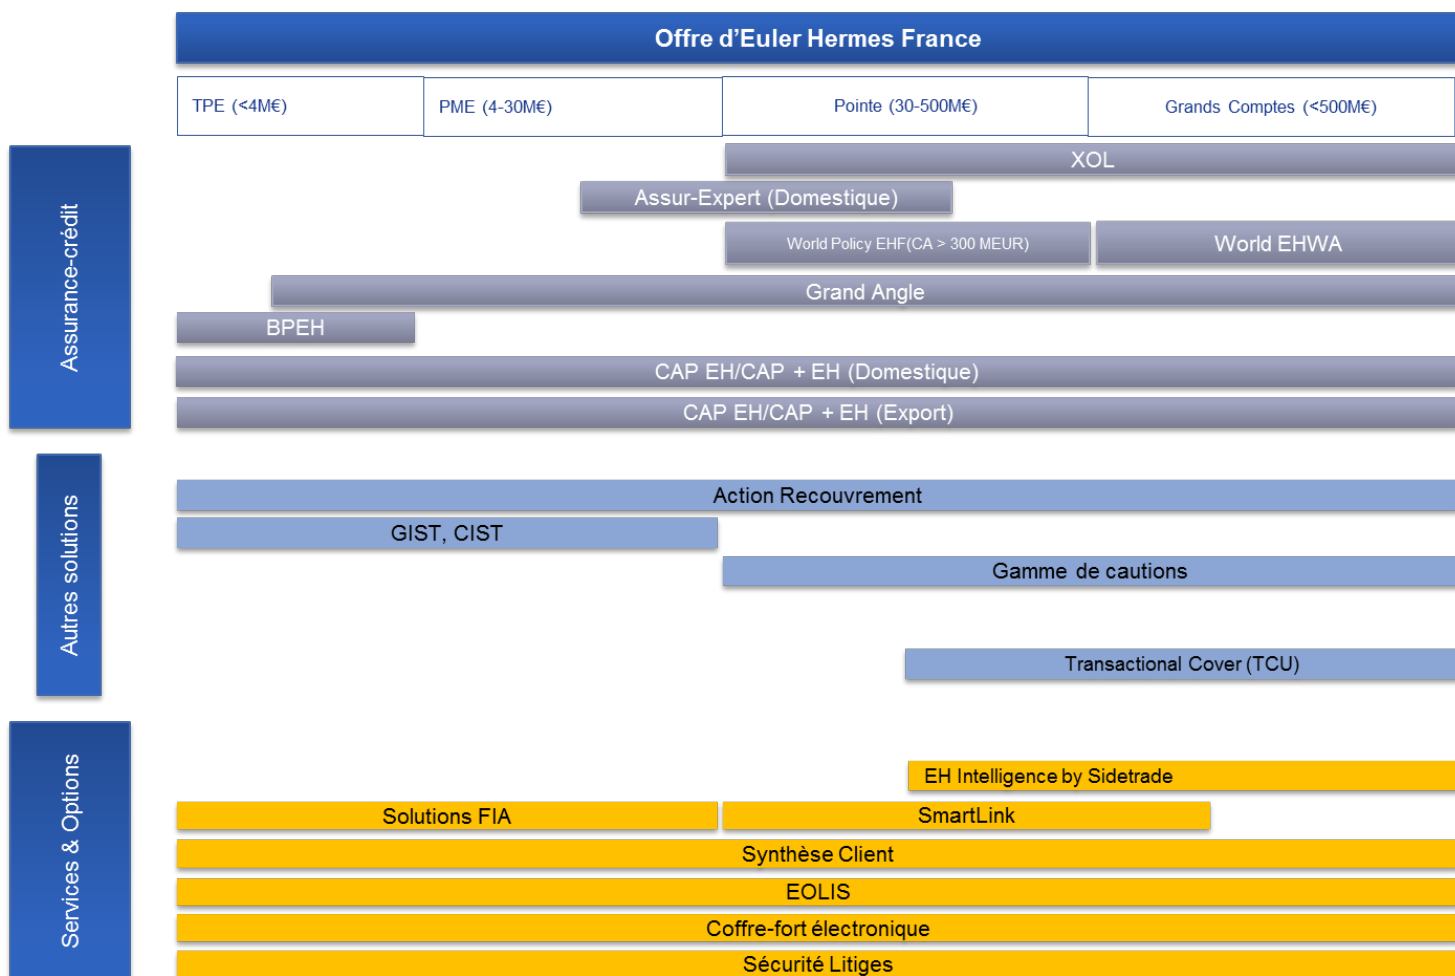 Offre d’Euler Hermes France
TPE (<4M€)
PME (4-30M€)
Pointe (30-500M€)
Grands Comptes (<500M€)
Assurance-crédit
XOL
Assur-Expert (Domestique)
World Policy EHF(CA > 300 MEUR)
World EHWA
Grand Angle
BPEH
CAP EH/CAP + EH (Domestique)
CAP EH/CAP + EH (Export)
Autres solutions
Action Recouvrement
GIST, CIST
Gamme de cautions
Transactional Cover (TCU)
Services & Options
EH Intelligence by Sidetrade
Solutions FIA
SmartLink
Synthèse Client
EOLIS
Coffre-fort électronique
Sécurité Litiges